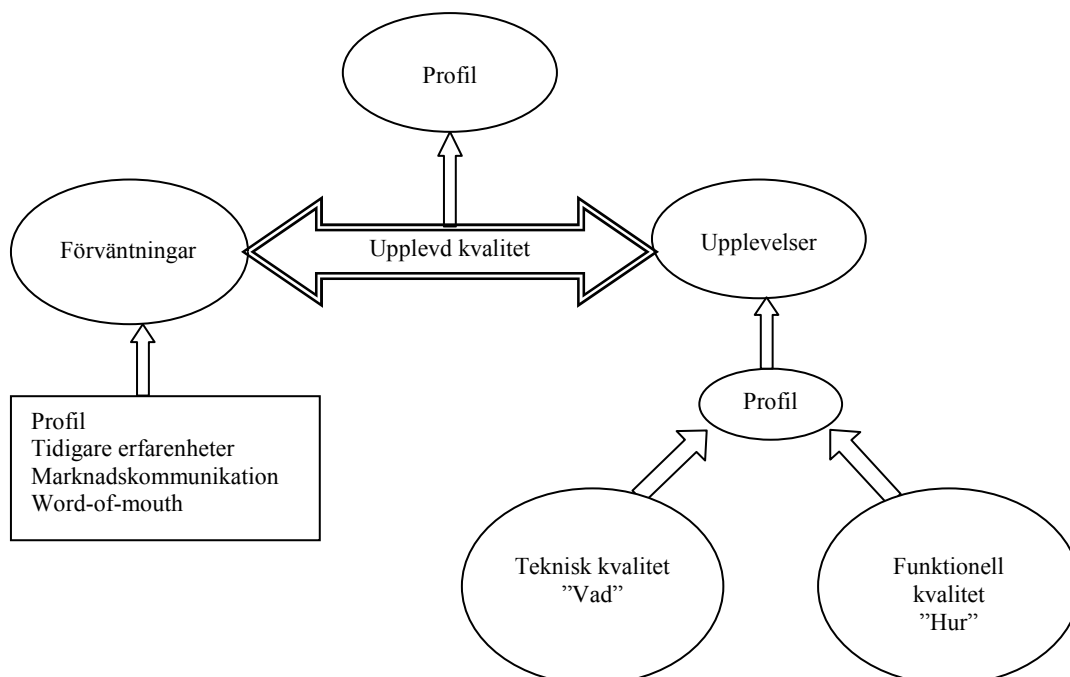 Profil
Förväntningar
Upplevd kvalitet
Upplevelser
Profil
Tidigare erfarenheter
Marknadskommunikation
Word-of-mouth
Profil
Teknisk kvalitet
”Vad”
Funktionell
kvalitet
”Hur”